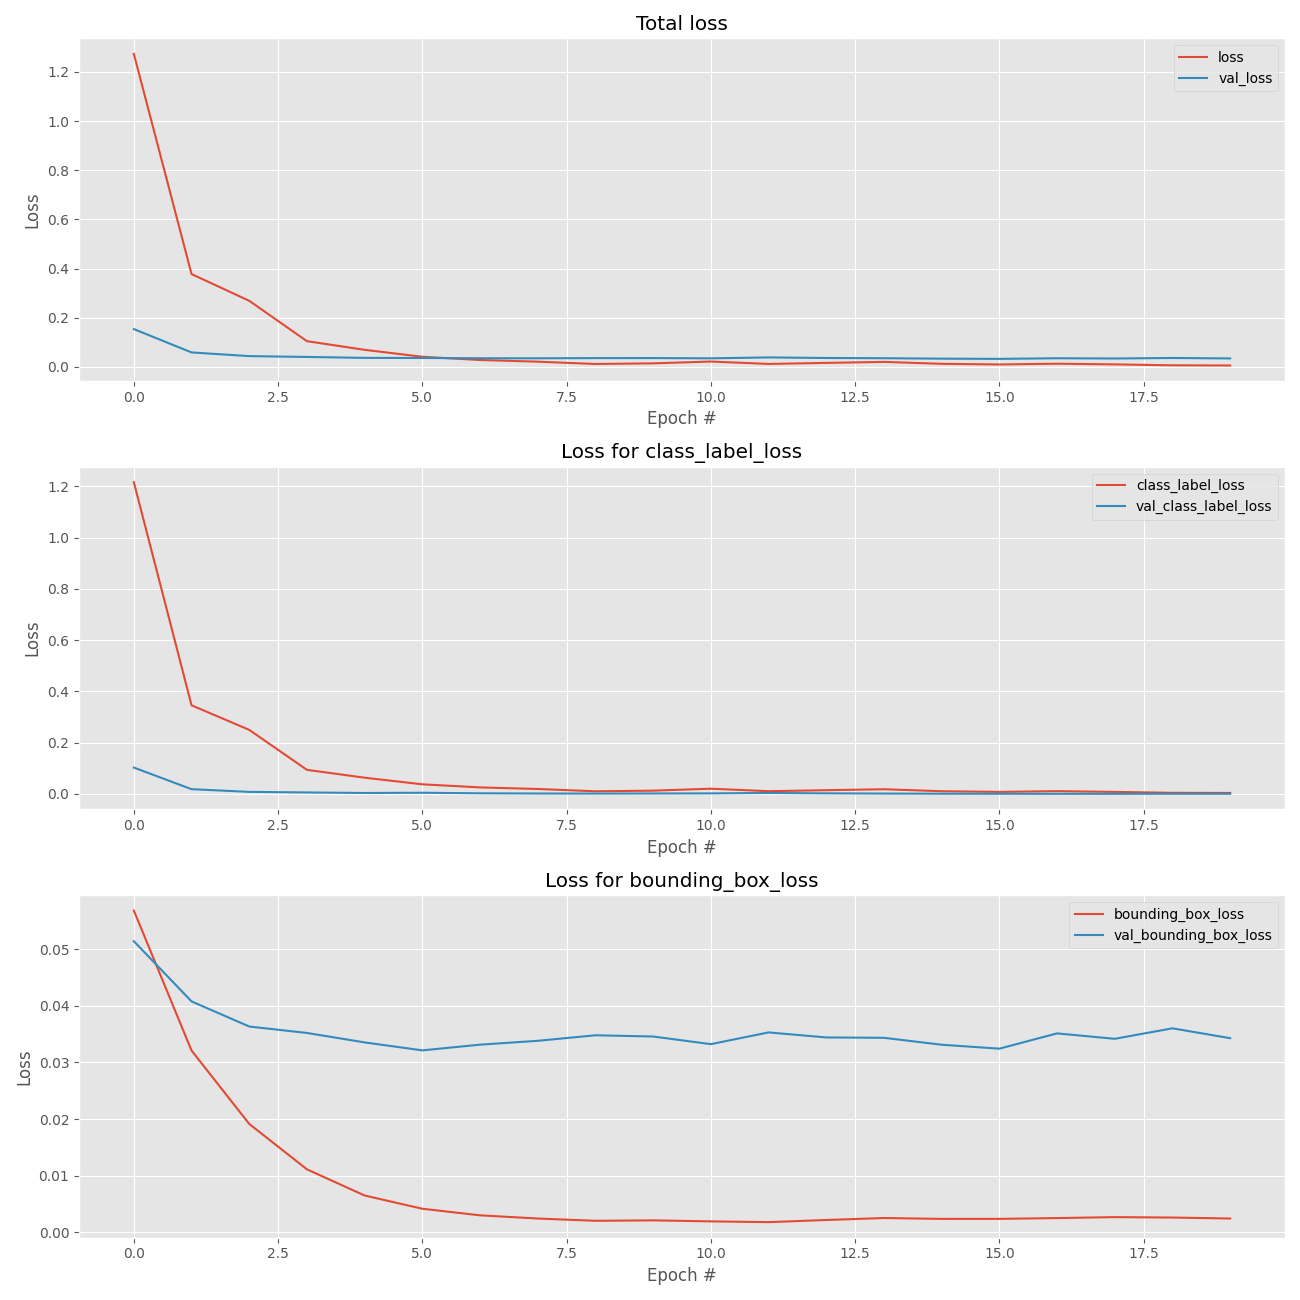 Total loss
loss
val_loss
1.2
1.0
0.8
0.6
0.4
0.2
0.0
Loss
0.0 2.5 5.0 7.5 10.0 12.5 15.0 17.5
Epoch #
Loss for class_label_loss
class_label_loss
val_class_label_loss
1.2
1.0
0.8
0.6
0.4
0.2
0.0
Loss
0.0 2.5 5.0 7.5 10.0 12.5 15.0 17.5
Epoch #
Loss for bounding_box_loss
bounding_box_loss
val_bounding_box_loss
0.05
0.04
0.03
0.02
0.01
0.00
Loss
0.0 2.5 5.0 7.5 10.0 12.5 15.0 17.5
Epoch #